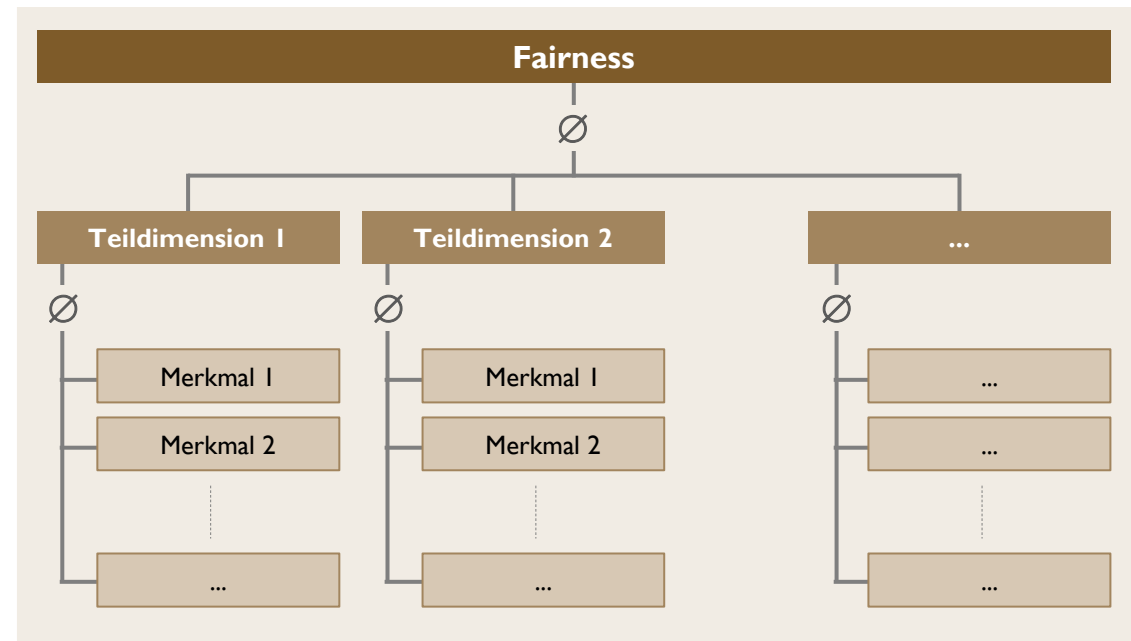 Fairness
∅
Teildimension 1
Teildimension 2
...
∅
∅
∅
Merkmal 1
Merkmal 1
...
Merkmal 2
Merkmal 2
...
...
...
...